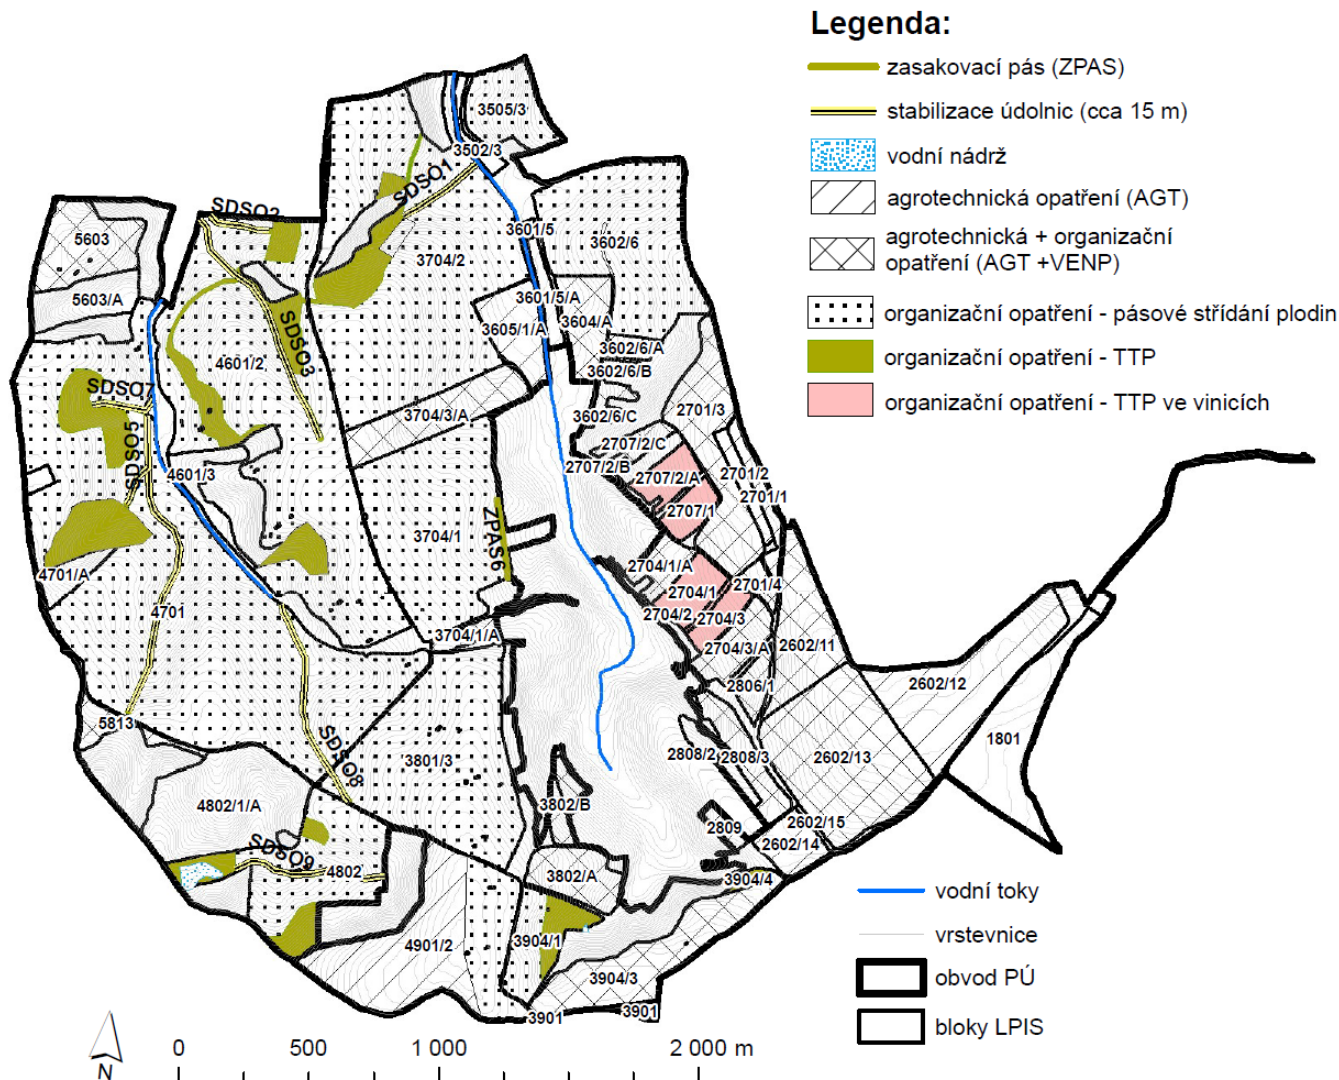 Legenda:
zasakovací pás (ZPAS)
stabilizace údolnic (cca 15 m)
vodní nádrž
agrotechnická opatření (AGT)
agrotechnická + organizační
opatření (AGT +VENP)
organizační opatření - pásové střídání plodin
organizační opatření - TTP
organizační opatření - TTP ve vinicích
3505/3
3502/3
SDSO1
SDSO2
5603
3601/5
3602/6
3704/2
5603/A
3601/5/A
3604/A
3605/1/A
SDSO3
3602/6/A
4601/2
3602/6/B
SDSO7
3704/3/A
3602/6/C
2701/3
SDSO5
2707/2/C
2707/2/B
4601/3
2707/2/A
2701/2
2701/1
2707/1
ZPAS6
3704/1
2704/1/A
4701/A
2704/1
2701/4
4701
2704/2
2704/3
3704/1/A
2704/3/A
2602/11
2806/1
2602/12
5813
SDSO8
3801/3
2808/2
2808/3
2602/13
1801
4802/1/A
3802/B
2809
2602/15
2602/14
SDSO9
4802
3802/A
3904/4
4901/2
3904/1
3904/3
3901
3901
vodní toky
vrstevnice
obvod PÚ
bloky LPIS
N
0
500
1 000
2 000 m